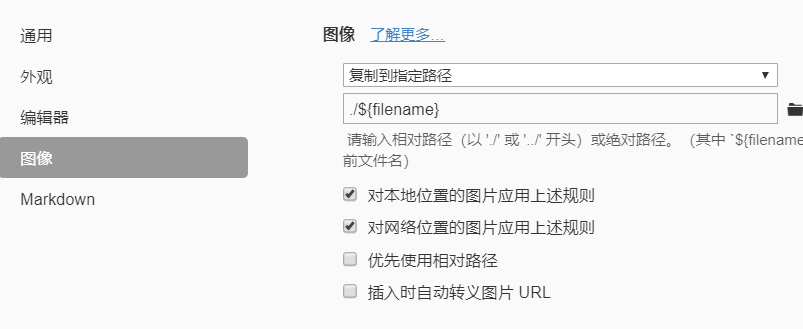 通用
外观
编辑器
图像
Markdown
图像 了解更多...
复制到指定路径
./${filename}
请输入相对路径（以 './' 或 '../' 开头）或绝对路径。（其中 `${filename
前文件名）
对本地位置的图片应用上述规则
对网络位置的图片应用上述规则
优先使用相对路径
插入时自动转义图片 URL